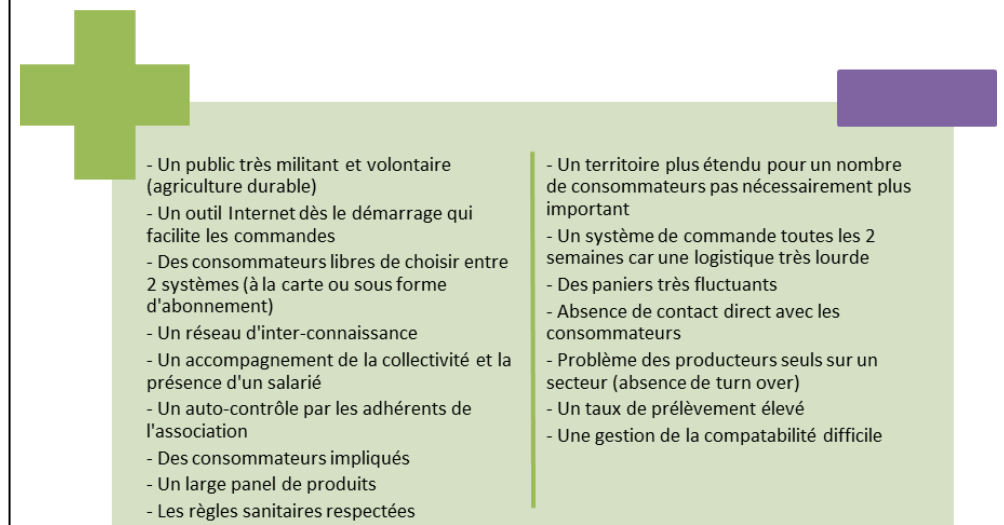 - Un public très militant et volontaire
(agriculture durable)
- Un outil Internet dès le démarrage qui
facilite les commandes
- Des consommateurs libres de choisir entre
2 systèmes (à la carte ou sous forme
d'abonnement)
- Un réseau d'inter-connaissance
- Un accompagnement de la collectivité et la
présence d'un salarié
- Un auto-contrôle par les adhérents de
l'association
- Des consommateurs impliqués
- Un large panel de produits
- Les règles sanitaires respectées
- Un territoire plus étendu pour un nombre
de consommateurs pas nécessairement plus
important
- Un système de commande toutes les 2
semaines car une logistique très lourde
- Des paniers très fluctuants
- Absence de contact direct avec les
consommateurs
- Problème des producteurs seuls sur un
secteur (absence de turn over)
- Un taux de prélèvement élevé
- Une gestion de la compatabilité difficile